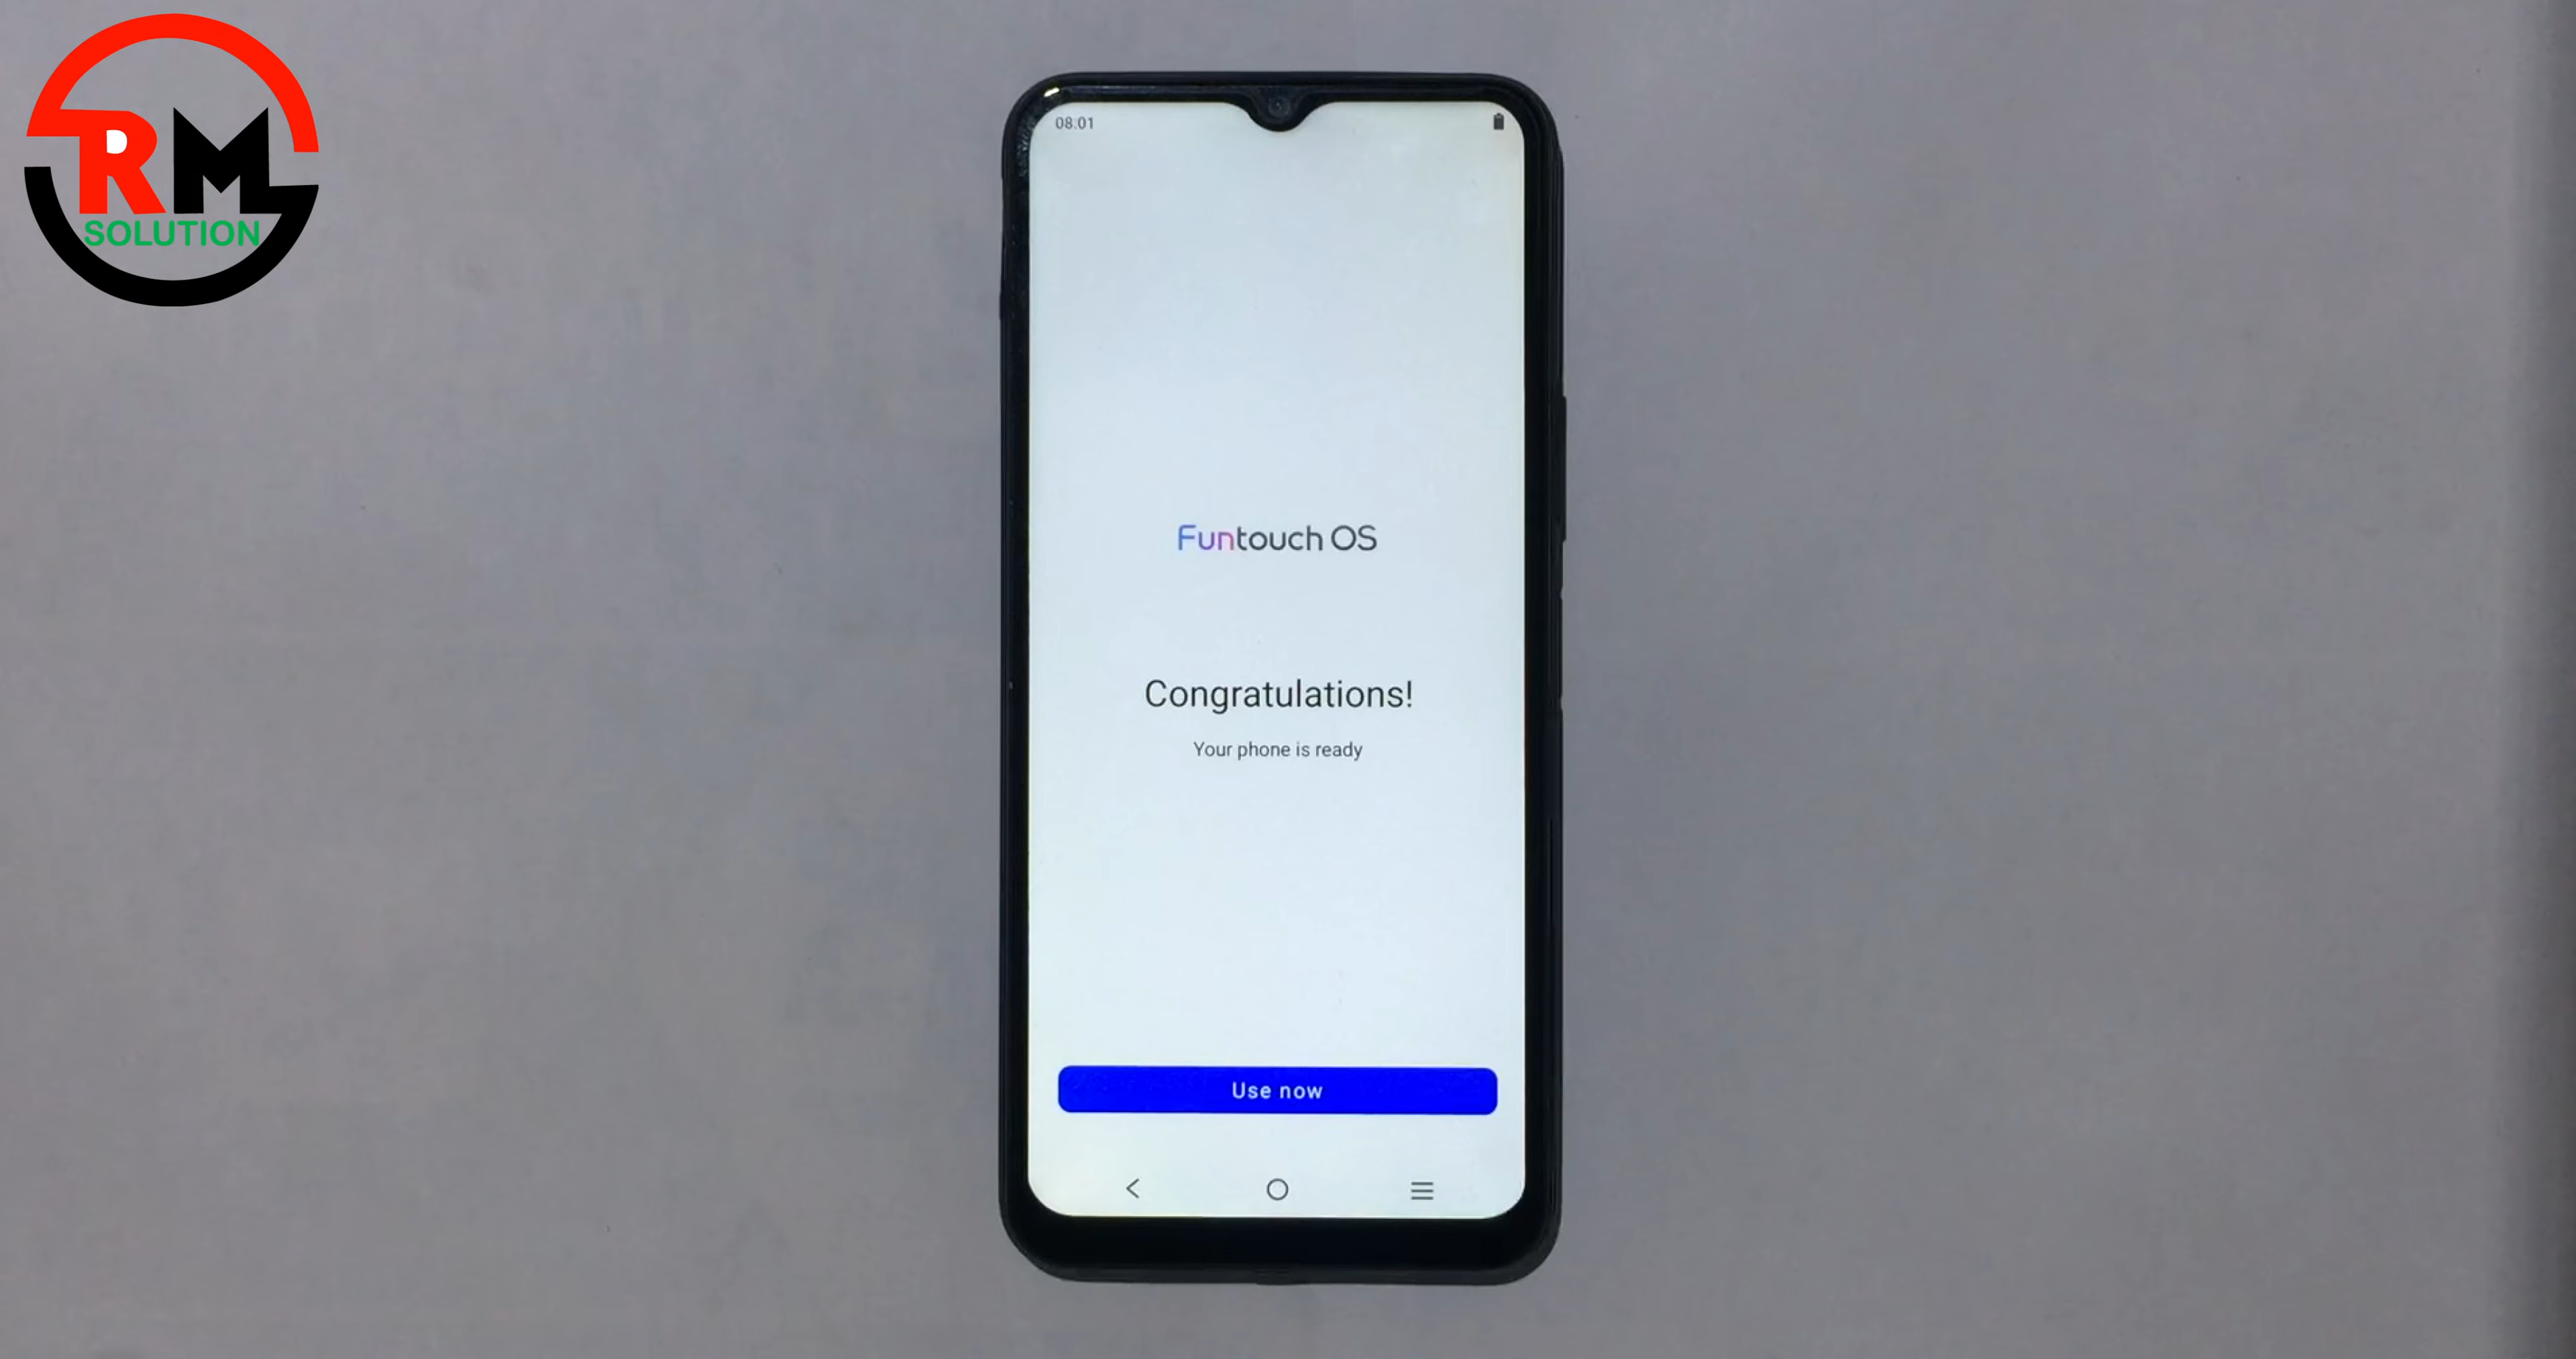 RM
SOLUTION
08:01
Funtouch OS
Congratulations!
Your phone is ready
Use now